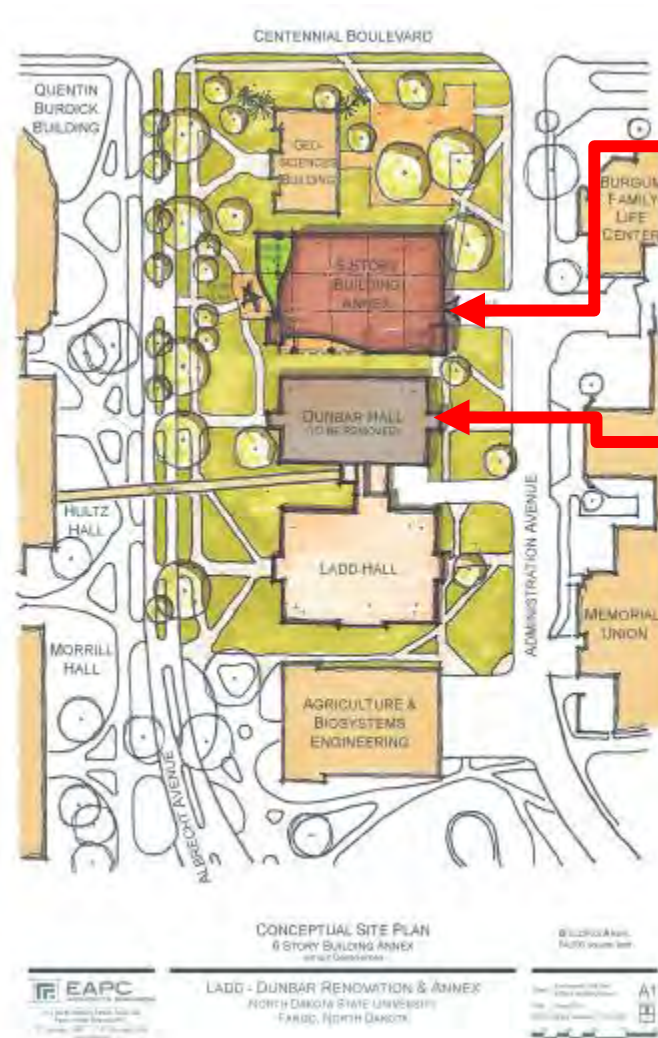 CENTENNIAL BOULEVARD
QUENTIN
BURDICK
BUILDING
GEO-
SCIENCES
BUILDING
BURGUM
FAMILY
LIFE
CENTER
STORY
BUILDING
ANNEX
DUNBAR HALL
(TO BE REMOVED)
HULTZ
HALL
LADD HALL
ADMINISTRATION AVENUE
MORRILL
HALL
MEMORIAL
UNION
AGRICULTURE &
BIOSYSTEMS
ENGINEERING
ALBRECHT AVENUE
CONCEPTUAL SITE PLAN
6 STORY BUILDING ANNEX
EAPC
LADD - DUNBAR RENOVATION & ANNEX
NORTH DAKOTA STATE UNIVERSITY
FARGO, NORTH DAKOTA
A1